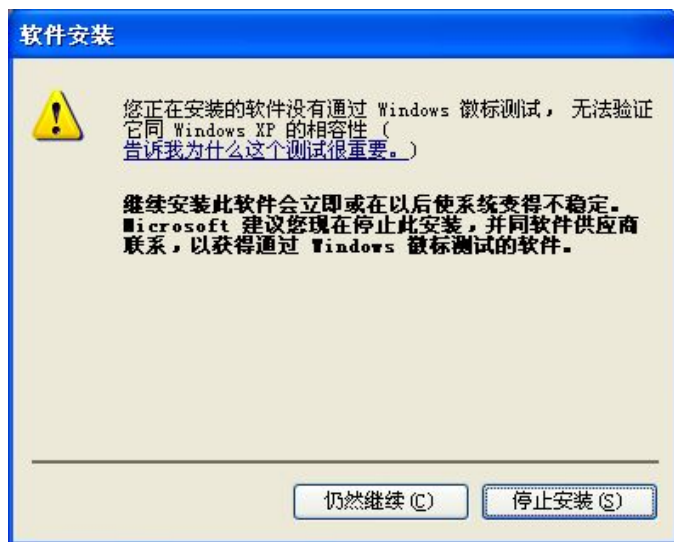 软件安装
您正在安装的软件没有通过 Windows 徽标测试，无法验证
它同 Windows XP 的相容性 (
告诉我为什么这个测试很重要。)
继续安装此软件会立即或在以后使系统变得不稳定。
Microsoft 建议您现在停止此安装，并同软件供应商
联系，以获得通过 Windows 徽标测试的软件。
仍然继续(C)
停止安装(S)